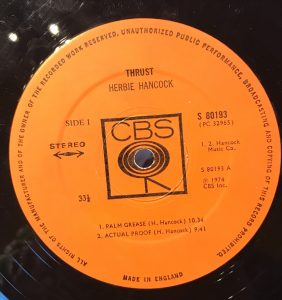 ALL RIGHTS OF THE MANUFACTURER AND OF THE OWNER OF THE RECORDED WORK RESERVED. UNAUTHORIZED PUBLIC PERFORMANCE, BROADCASTING AND COPYING OF THIS RECORD PROHIBITED.
THRUST
HERBIE HANCOCK
SIDE 1
S 80193
(PC 32965)
STEREO
CBS
1. 2. Hancock
Music Co.
S 80193 A
℗ 1974
CBS Inc.
33⅓
1. PALM GREASE (H. Hancock) 10.34
2. ACTUAL PROOF (H. Hancock) 9.41
MADE IN ENGLAND